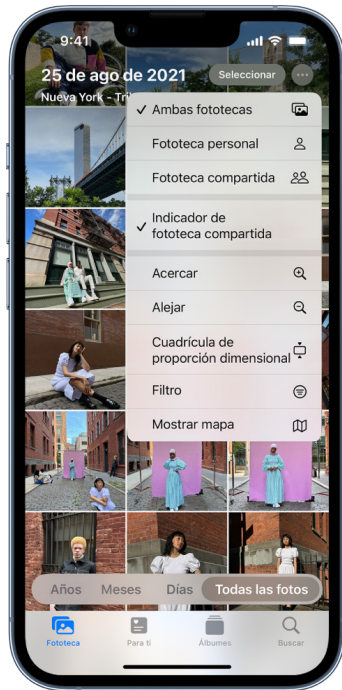 9:41
25 de ago de 2021
Seleccionar
Nueva York - Tri
Ambas fototecas
Fototeca personal
Fototeca compartida
Indicador de
fototeca compartida
Acercar
Alejar
Cuadrícula de
proporción dimensional
Filtro
Mostrar mapa
Años Meses Días Todas las fotos
Fototeca Para ti Álbumes Buscar